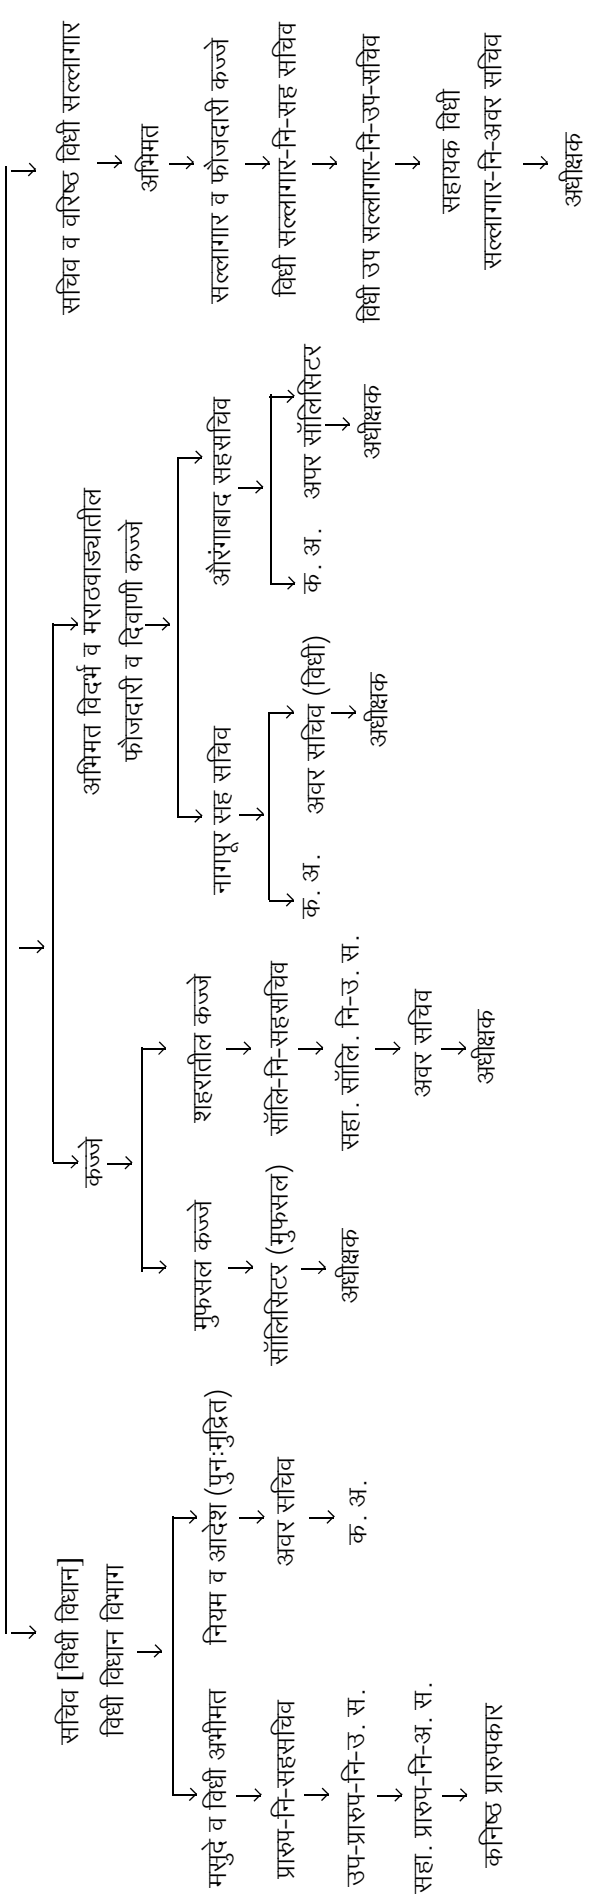 सचिव [विधी विधान]
विधी विधान विभाग
मसुदे व विधी अभीमत
प्रारुप-नि-सहसचिव
उप-प्रारुप-नि-उ. स.
सहा. प्रारुप-नि-अ. स.
कनिष्ठ प्रारुपकार
नियम व आदेश (पुनःमुद्रित)
अवर सचिव
क. अ.
कज्जे
मुफसल कज्जे
सॉलिसिटर (मुफसल)
अधीक्षक
शहरातील कज्जे
सॉलि-नि-सहसचिव
सहा. सॉलि. नि-उ. स.
अवर सचिव
अधीक्षक
अभिमत विदर्भ व मराठवाड्यातील
फौजदारी व दिवाणी कज्जे
नागपूर सह सचिव
क. अ.
अवर सचिव (विधी)
अधीक्षक
औरंगाबाद सहसचिव
क. अ.
अपर सॉलिसिटर
अधीक्षक
सचिव व वरिष्ठ विधी सल्लागार
अभिमत
सल्लागार व फौजदारी कज्जे
विधी सल्लागार-नि-सह सचिव
विधी उप सल्लागार-नि-उप-सचिव
सहायक विधी
सल्लागार-नि-अवर सचिव
अधीक्षक